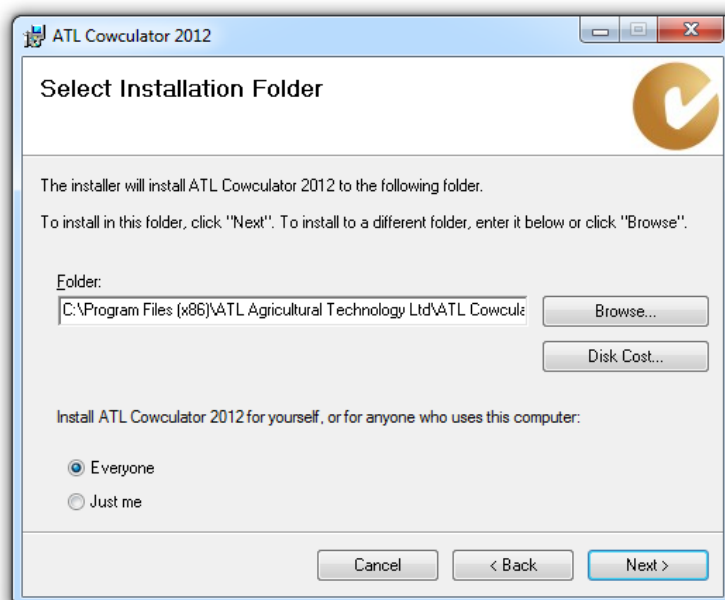 ATL Cowculator 2012
Select Installation Folder
The installer will install ATL Cowculator 2012 to the following folder.
To install in this folder, click "Next". To install to a different folder, enter it below or click "Browse".
Folder:
C:\Program Files (x86)\ATL Agricultural Technology Ltd\ATL Cowcula
Browse...
Disk Cost...
Install ATL Cowculator 2012 for yourself, or for anyone who uses this computer:
Everyone
Just me
Cancel
< Back
Next >